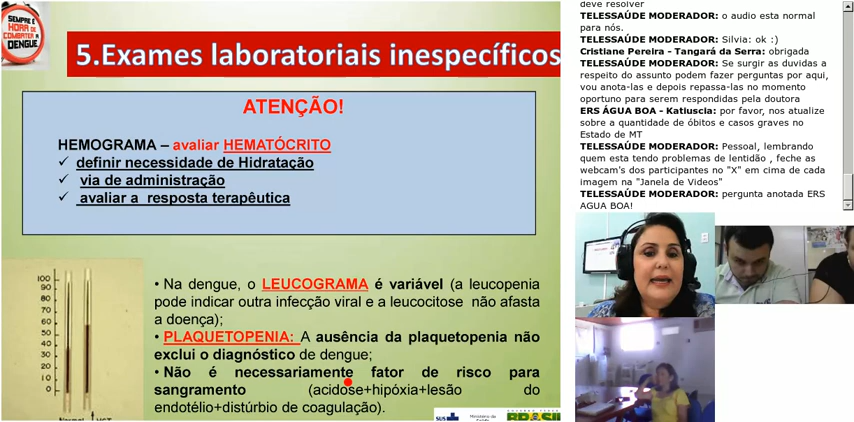 SEMPRE É
HORA DE
COMBATER A
DENGUE.
5.Exames laboratoriais inespecíficos
ATENÇÃO!
HEMOGRAMA – avaliar HEMATÓCRITO
✓ definir necessidade de Hidratação
✓ via de administração
✓ avaliar a resposta terapêutica
100
90
80
70
60
50
40
30
20
10
0
• Na dengue, o LEUCOGRAMA é variável (a leucopenia
pode indicar outra infecção viral e a leucocitose não afasta
a doença);
• PLAQUETOPENIA: A ausência da plaquetopenia não
exclui o diagnóstico de dengue;
• Não é necessariamente fator de risco para
sangramento (acidose+hipóxia+lesão do
endotélio+distúrbio de coagulação).
SUS
Ministério da
BRASIL
deve resolver
TELESSAÚDE MODERADOR: o audio esta normal
para nós.
TELESSAÚDE MODERADOR: Silvia: ok :)
Cristiane Pereira - Tangará da Serra: obrigada
TELESSAÚDE MODERADOR: Se surgir as duvidas a
respeito do assunto podem fazer perguntas por aqui,
vou anota-las e depois repassa-las no momento
oportuno para serem respondidas pela doutora
ERS ÁGUA BOA - Katiuscia: por favor, nos atualize
sobre a quantidade de óbitos e casos graves no
Estado de MT
TELESSAÚDE MODERADOR: Pessoal, lembrando
quem esta tendo problemas de lentidão , feche as
webcam's dos participantes no "X" em cima de cada
imagem na "Janela de Videos"
TELESSAÚDE MODERADOR: pergunta anotada ERS
AGUA BOA!